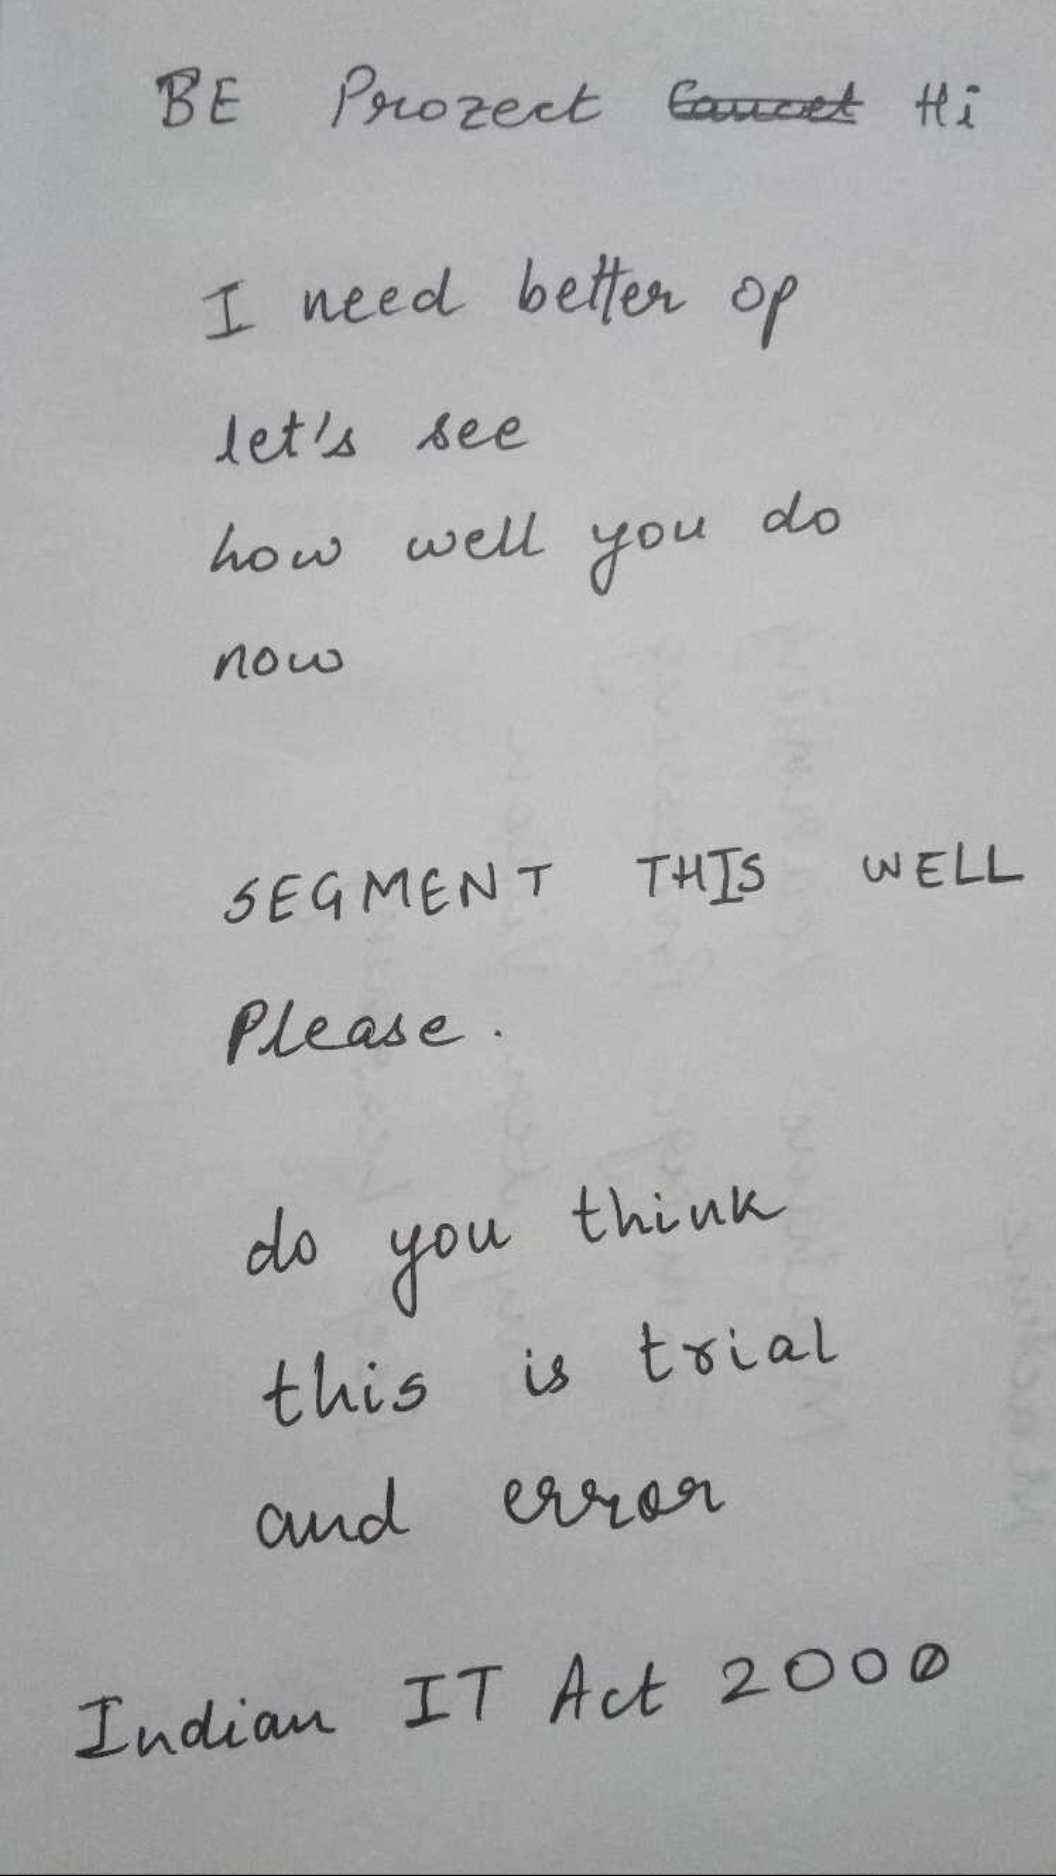 BE Prozect Hi
I need better op
let's see
how well you do
now
SEGMENT THIS WELL
Please.
do you think
this is trial
and error
Indian IT Act 2000